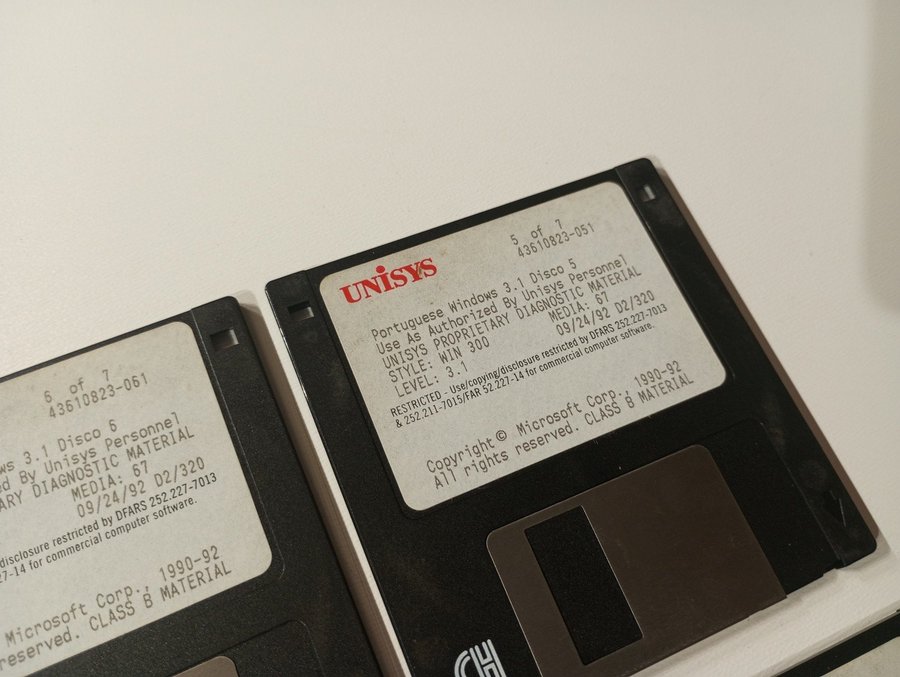 6 of 7
43610823-061
ws 3.1 Disco 6
d By Unisys Personnel
ARY DIAGNOSTIC MATERIAL
MEDIA: 67
09/24/92 D2/320
disclosure restricted by DFARS 252.227-7013
27-14 for commercial computer software.
Microsoft Corp., 1990-92
reserved. CLASS B MATERIAL
UNISYS
5 of 7
43610823-051
Portuguese Windows 3.1 Disco 5
Use As Authorized By Unisys Personnel
UNISYS PROPRIETARY DIAGNOSTIC MATERIAL
STYLE: WIN 300 MEDIA: 67
LEVEL: 3.1 09/24/92 D2/320
RESTRICTED - Use/copying/disclosure restricted by DFARS 252.227-7013
& 252.211-7015/FAR 52.227-14 for commercial computer software.
Copyright © Microsoft Corp., 1990-92
All rights reserved. CLASS B MATERIAL
CH